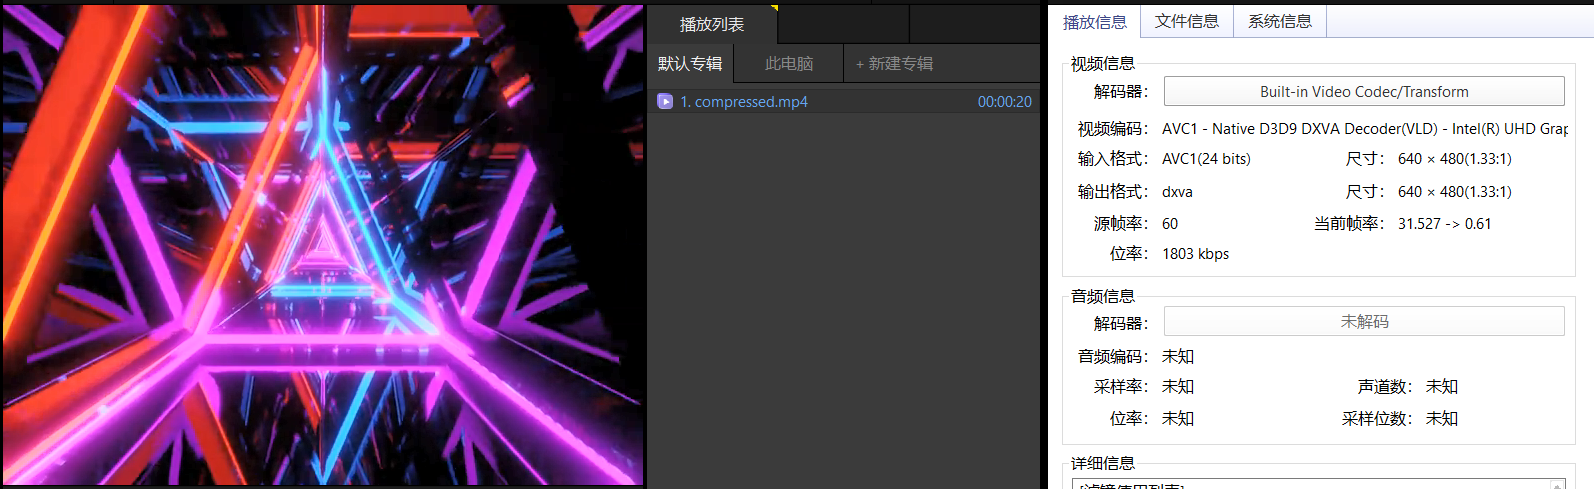 播放列表
默认专辑 此电脑 + 新建专辑
1. compressed.mp4 00:00:20
播放信息 文件信息 系统信息
视频信息
解码器： Built-in Video Codec/Transform
视频编码： AVC1 - Native D3D9 DXVA Decoder(VLD) - Intel(R) UHD Grap
输入格式： AVC1(24 bits) 尺寸： 640 × 480(1.33:1)
输出格式： dxva 尺寸： 640 × 480(1.33:1)
源帧率： 60 当前帧率： 31.527 -> 0.61
位率： 1803 kbps
音频信息
解码器： 未解码
音频编码： 未知
采样率： 未知 声道数： 未知
位率： 未知 采样位数： 未知
详细信息
[滤镜使用列表]